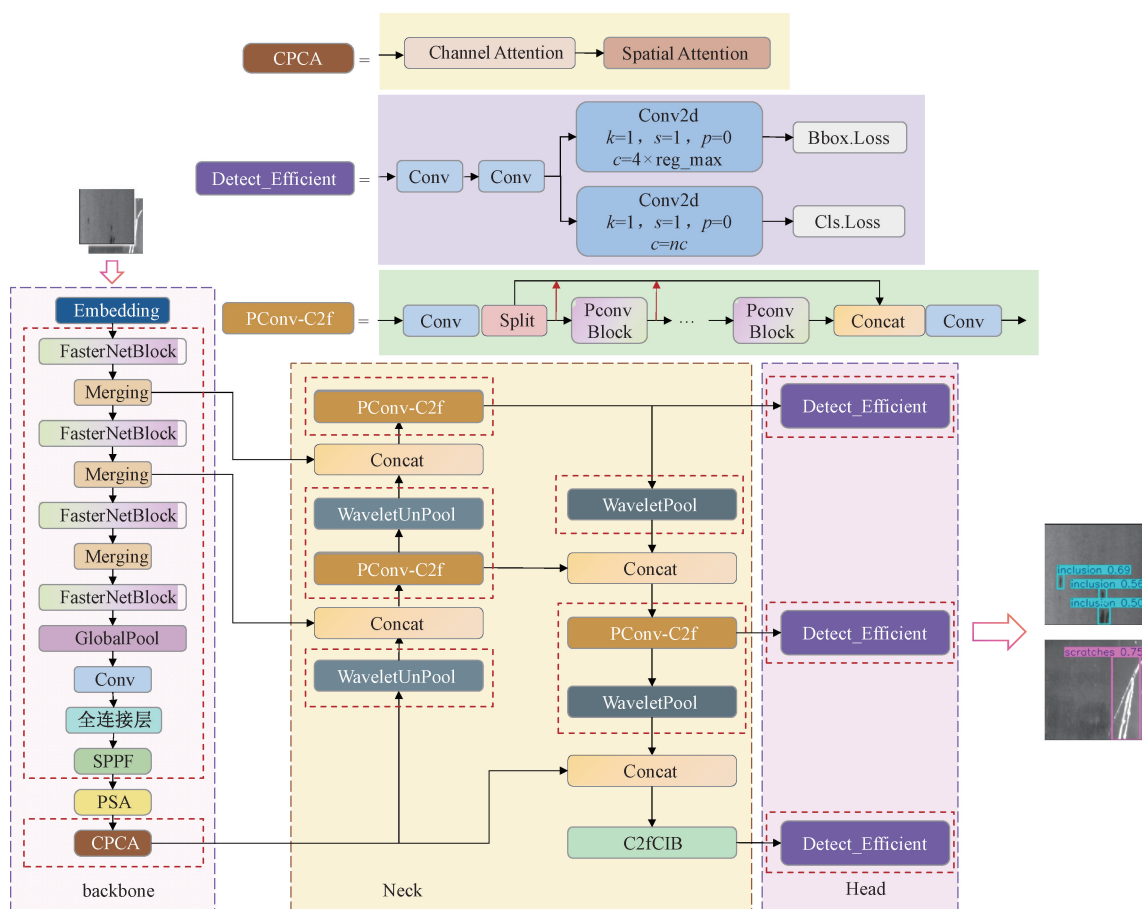 CPCA
=
Channel Attention
Spatial Attention
Detect_Efficient
=
Conv
Conv
Conv2d
k=1，s=1，p=0
c=4×reg_max
Bbox.Loss
Conv2d
k=1，s=1，p=0
c=nc
Cls.Loss
PConv-C2f
=
Conv
Split
Pconv
Block
...
Pconv
Block
Concat
Conv
Embedding
FasterNetBlock
Merging
FasterNetBlock
Merging
FasterNetBlock
Merging
FasterNetBlock
GlobalPool
Conv
全连接层
SPPF
PSA
CPCA
backbone
PConv-C2f
Concat
WaveletUnPool
PConv-C2f
Concat
WaveletUnPool
WaveletPool
Concat
PConv-C2f
WaveletPool
Concat
C2fCIB
Neck
Detect_Efficient
Detect_Efficient
Detect_Efficient
Head
inclusion 0.69
inclusion 0.56
inclusion 0.50
scratches 0.75